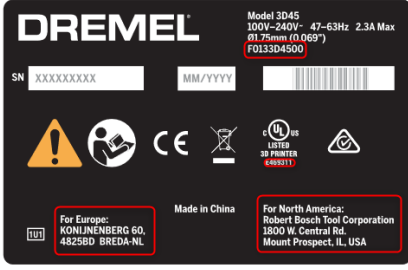 DREMEL
Model 3D45
100V-240V~ 47-63Hz 2.3A Max
Ø1.75mm (0.069")
F0133D4500
SN XXXXXXXXX
MM/YYYY
CE
C UL US
LISTED
3D PRINTER
E469311
1U1
For Europe:
KONIJNENBERG 60,
4825BD BREDA-NL
Made in China
For North America:
Robert Bosch Tool Corporation
1800 W. Central Rd.
Mount Prospect, IL, USA